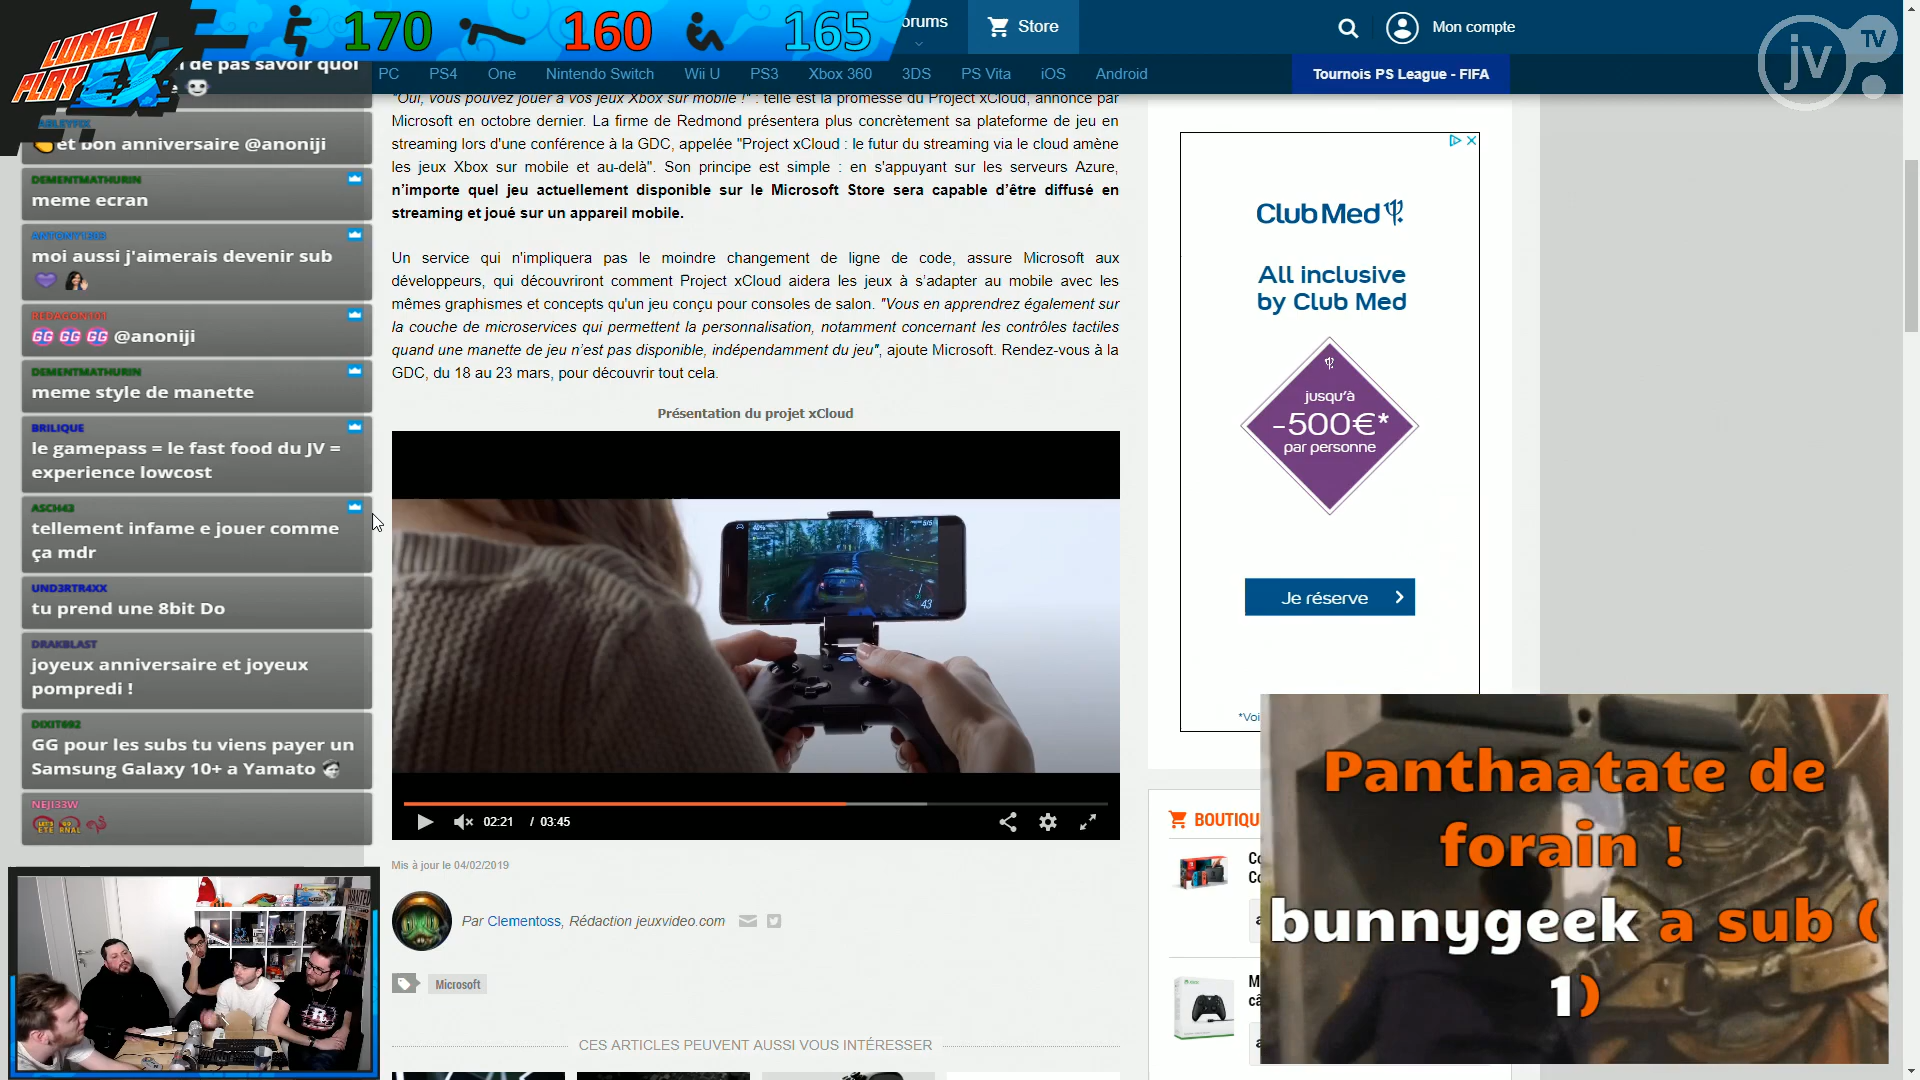 LUNCH
PLAY EX
170
160
165
orums
Store
Mon compte
jv
TV
PC
PS4
One
Nintendo Switch
Wii U
PS3
Xbox 360
3DS
PS Vita
iOS
Android
Tournois PS League - FIFA
de pas savoir quoi
et bon anniversaire @anoniji
DEMENTMATHURIN
meme ecran
ANTONY1203
moi aussi j'aimerais devenir sub
REDAGON101
GG GG GG @anoniji
DEMENTMATHURIN
meme style de manette
BRILIQUE
le gamepass = le fast food du JV =
experience lowcost
ASCH43
tellement infame e jouer comme
ça mdr
UND3RTR4XX
tu prend une 8bit Do
DRAKBLAST
joyeux anniversaire et joyeux
pompredi !
DIXIT692
GG pour les subs tu viens payer un
Samsung Galaxy 10+ a Yamato
NEJI33W
"Oui, vous pouvez jouer à vos jeux Xbox sur mobile !" : telle est la promesse du Project xCloud, annoncé par
Microsoft en octobre dernier. La firme de Redmond présentera plus concrètement sa plateforme de jeu en
streaming lors d'une conférence à la GDC, appelée "Project xCloud : le futur du streaming via le cloud amène
les jeux Xbox sur mobile et au-delà". Son principe est simple : en s'appuyant sur les serveurs Azure,
n'importe quel jeu actuellement disponible sur le Microsoft Store sera capable d'être diffusé en
streaming et joué sur un appareil mobile.
Un service qui n'impliquera pas le moindre changement de ligne de code, assure Microsoft aux
développeurs, qui découvriront comment Project xCloud aidera les jeux à s'adapter au mobile avec les
mêmes graphismes et concepts qu'un jeu conçu pour consoles de salon. "Vous en apprendrez également sur
la couche de microservices qui permettent la personnalisation, notamment concernant les contrôles tactiles
quand une manette de jeu n'est pas disponible, indépendamment du jeu", ajoute Microsoft. Rendez-vous à la
GDC, du 18 au 23 mars, pour découvrir tout cela.
Présentation du projet xCloud
5/5
43
02:21 / 03:45
Mis à jour le 04/02/2019
Par Clementoss, Rédaction jeuxvideo.com
Microsoft
CES ARTICLES PEUVENT AUSSI VOUS INTÉRESSER
Club Med
All inclusive
by Club Med
jusqu'à
-500€*
par personne
Je réserve
*Voi
BOUTIQU
Co
Co
M
câ
Panthaatate de
forain !
bunnygeek a sub (
1)